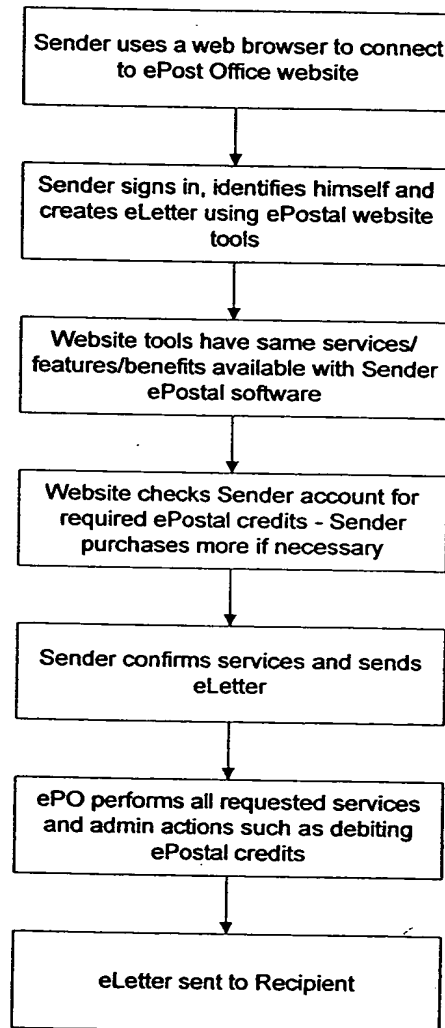 Sender uses a web browser to connect
to ePost Office website
Sender signs in, identifies himself and
creates eLetter using ePostal website
tools
Website tools have same services/
features/benefits available with Sender
ePostal software
Website checks Sender account for
required ePostal credits - Sender
purchases more if necessary
Sender confirms services and sends
eLetter
ePO performs all requested services
and admin actions such as debiting
ePostal credits
eLetter sent to Recipient